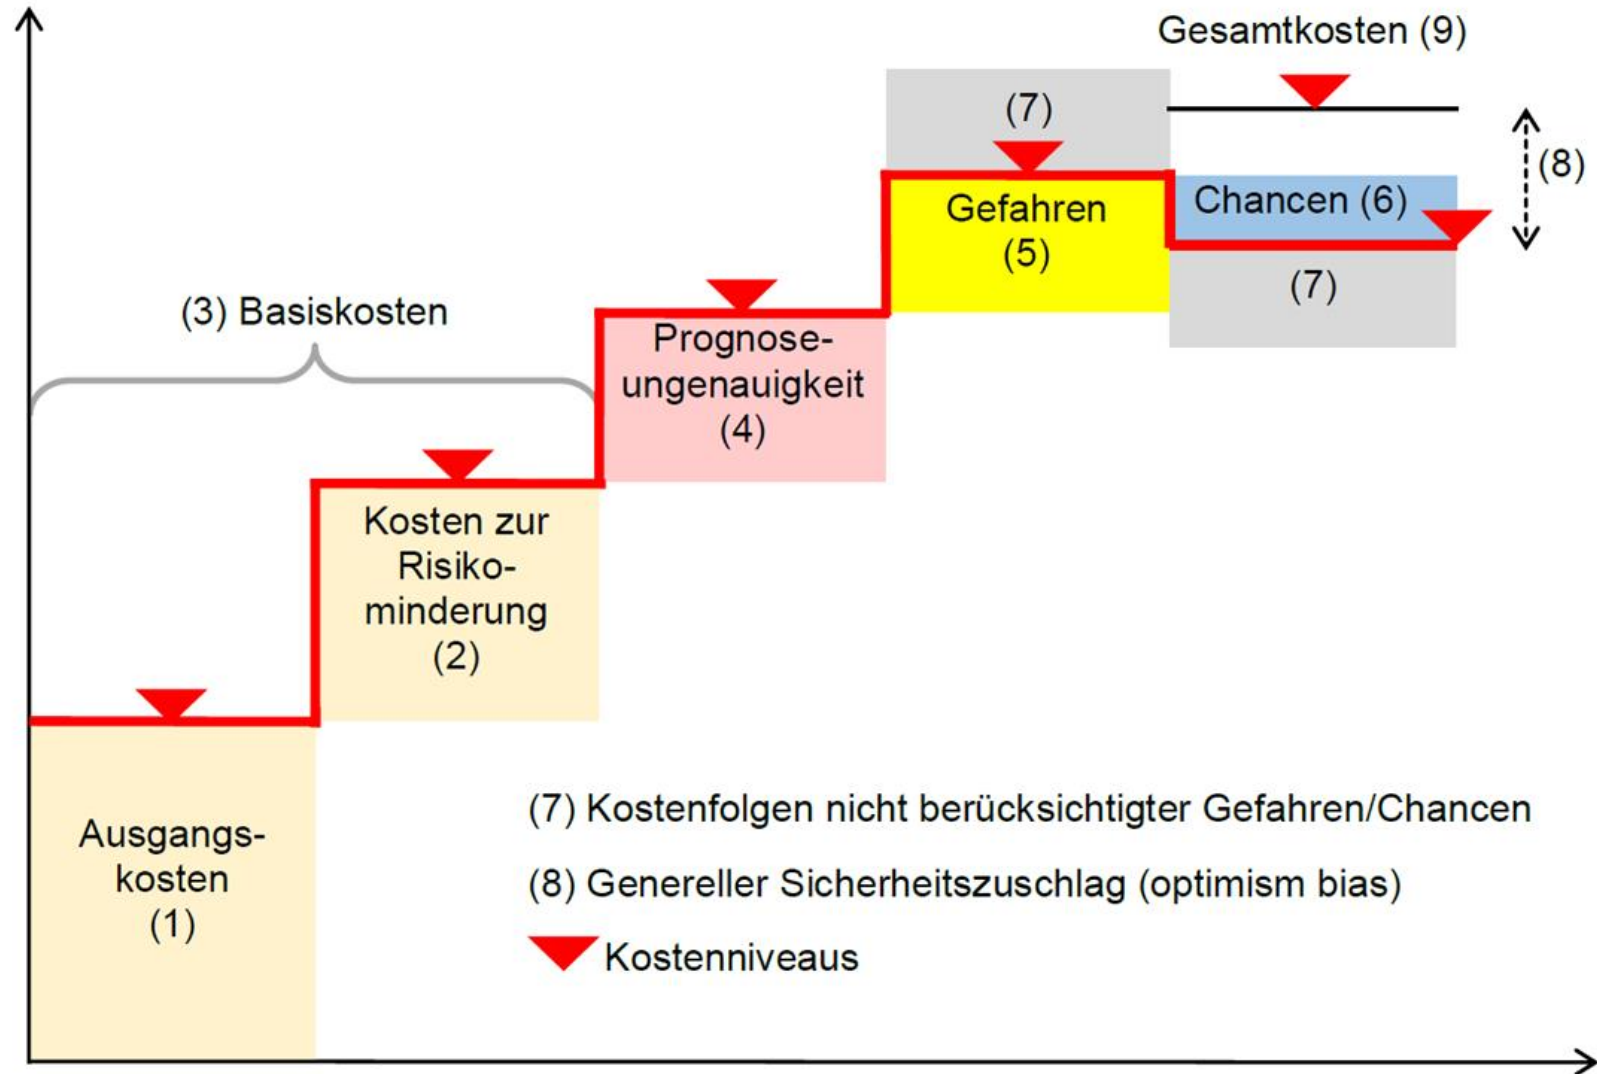 Gesamtkosten (9)
(7)
(8)
Chancen (6)
Gefahren
(5)
(7)
(3) Basiskosten
Prognose-
ungenauigkeit
(4)
Kosten zur
Risiko-
minderung
(2)
Ausgangs-
kosten
(1)
(7) Kostenfolgen nicht berücksichtigter Gefahren/Chancen
(8) Genereller Sicherheitszuschlag (optimism bias)
Kostenniveaus